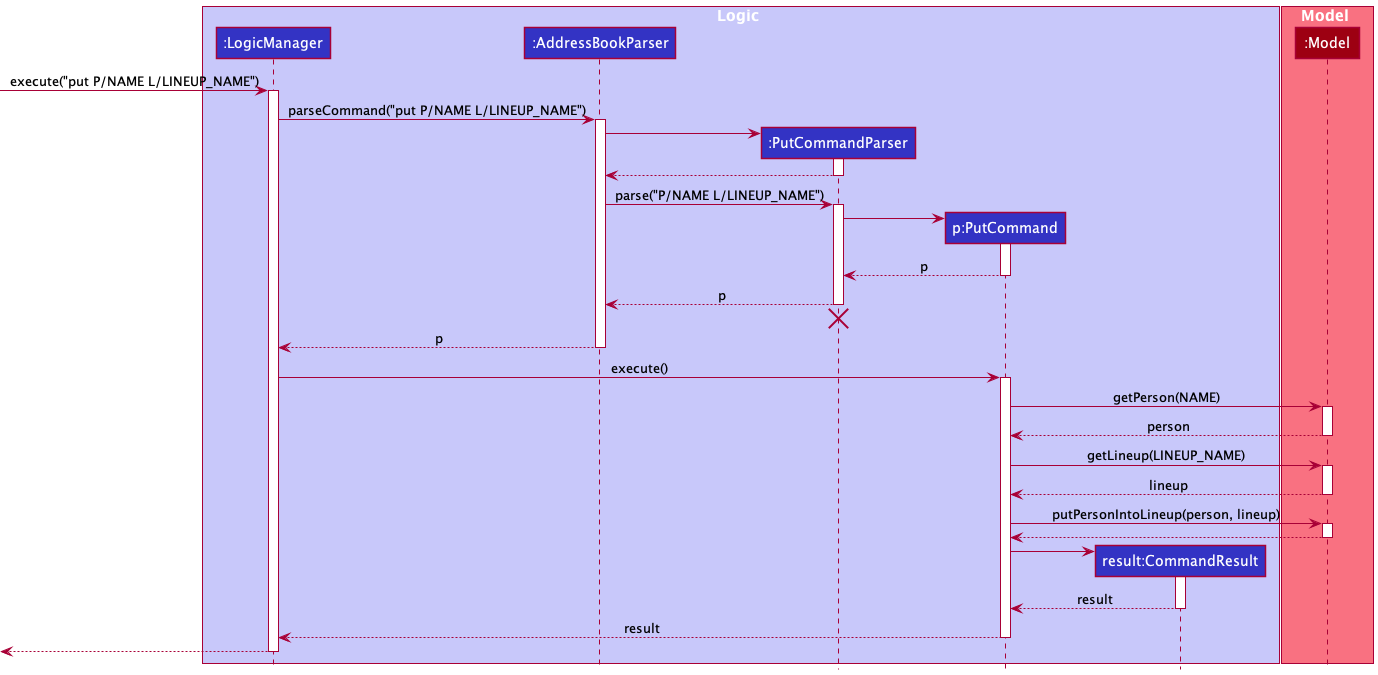 Logic
Model
:LogicManager
:AddressBookParser
:Model
execute("put P/NAME L/LINEUP_NAME")
parseCommand("put P/NAME L/LINEUP_NAME")
:PutCommandParser
parse("P/NAME L/LINEUP_NAME")
p:PutCommand
p
p
p
execute()
getPerson(NAME)
person
getLineup(LINEUP_NAME)
lineup
putPersonIntoLineup(person, lineup)
result:CommandResult
result
result